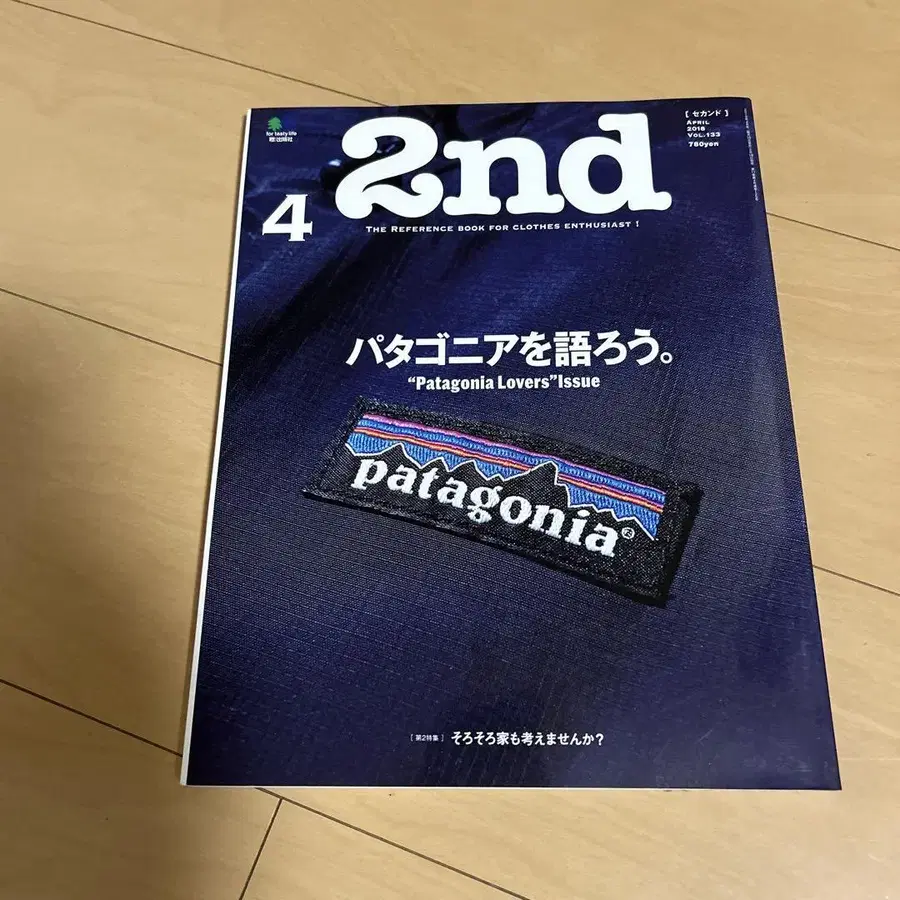 for tasty life
枻出版社
2nd
[ セカンド ]
APRIL
2018
VOL.133
780yen
4
THE REFERENCE BOOK FOR CLOTHES ENTHUSIAST !
パタゴニアを語ろう。
“Patagonia Lovers”Issue
patagonia®
[ 第2特集 ] そろそろ家も考えませんか?